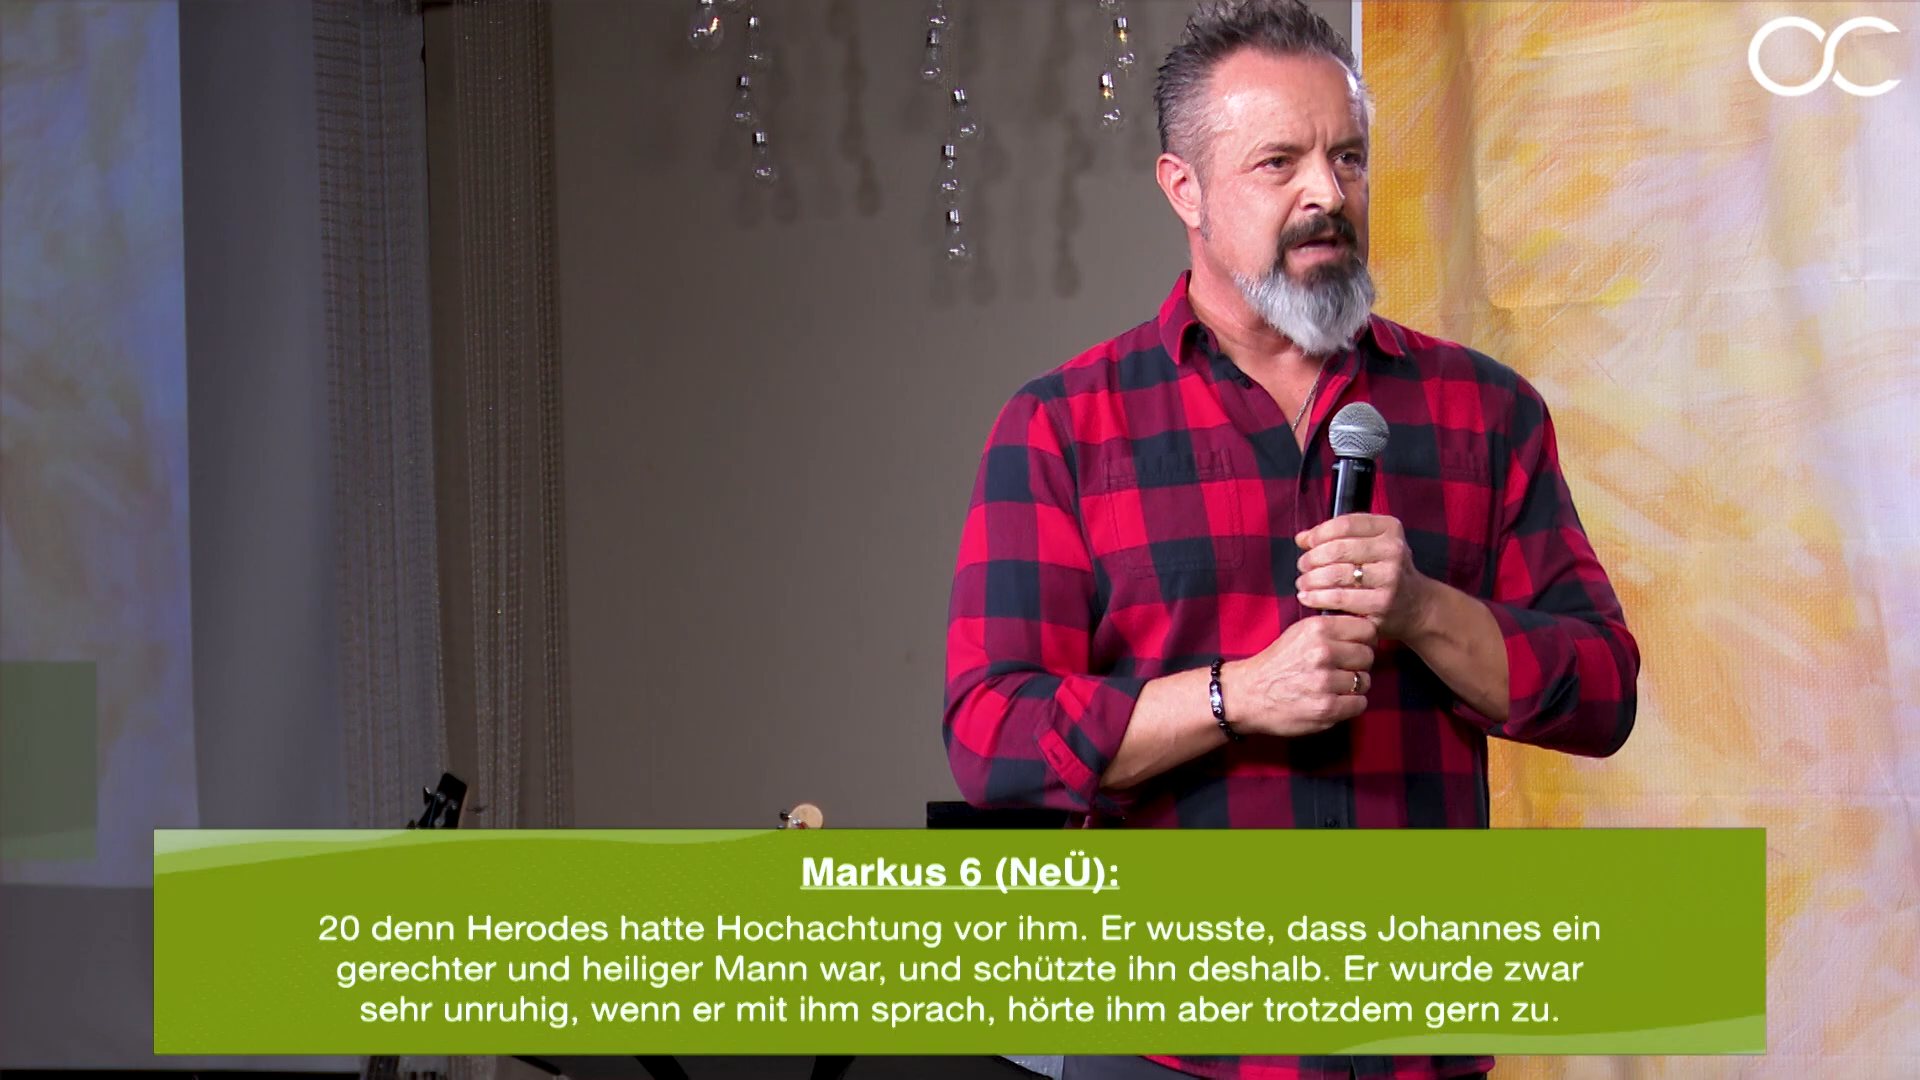 OC
Markus 6 (NeÜ):
20 denn Herodes hatte Hochachtung vor ihm. Er wusste, dass Johannes ein
gerechter und heiliger Mann war, und schützte ihn deshalb. Er wurde zwar
sehr unruhig, wenn er mit ihm sprach, hörte ihm aber trotzdem gern zu.